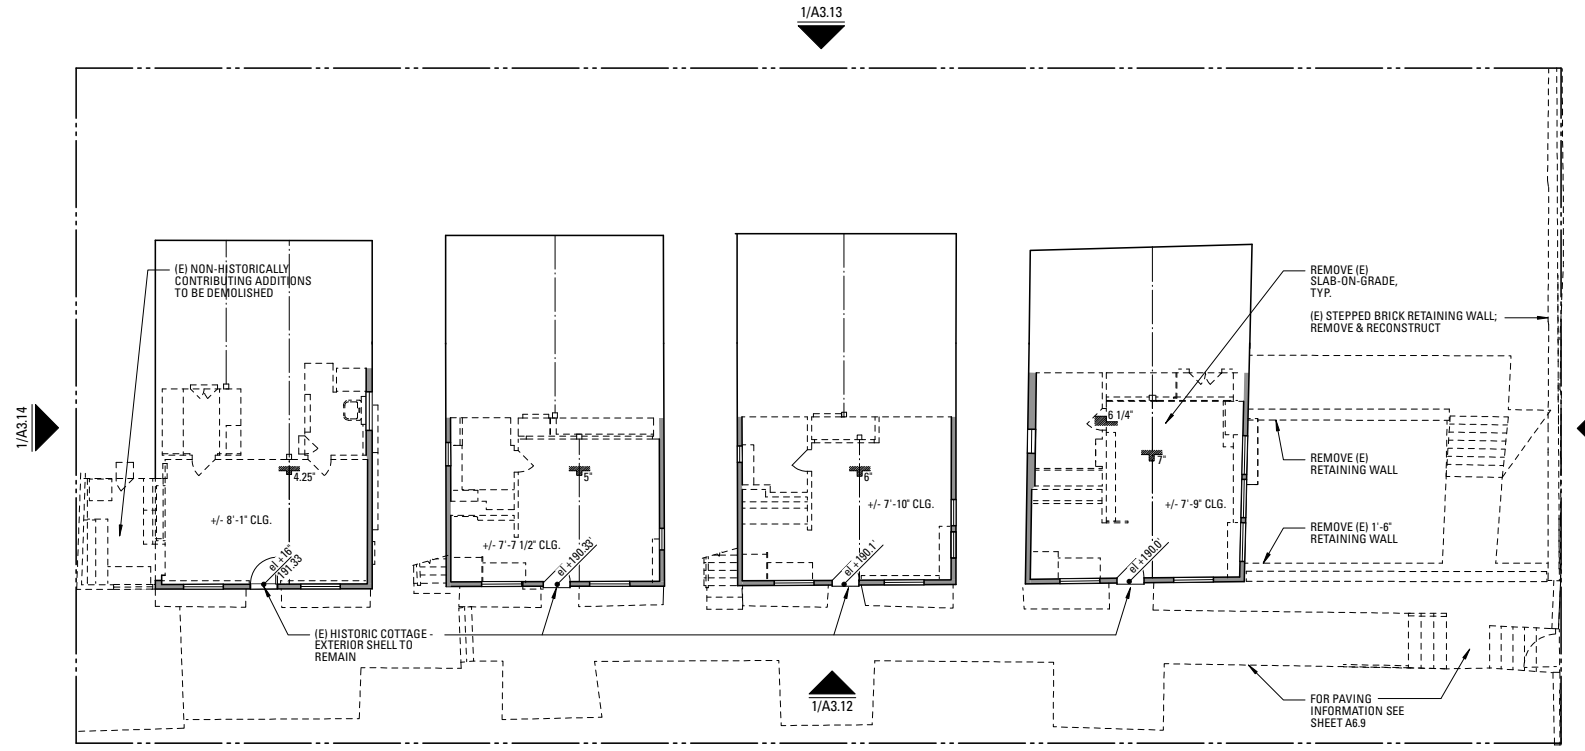 1/A3.13
(E) NON-HISTORICALLY
CONTRIBUTING ADDITIONS
TO BE DEMOLISHED
REMOVE (E)
SLAB-ON-GRADE,
TYP.
(E) STEPPED BRICK RETAINING WALL;
REMOVE & RECONSTRUCT
1/A3.14
6 1/4"
4.25"
5"
6"
7"
REMOVE (E)
RETAINING WALL
+/- 8'-1" CLG.
+/- 7'-7 1/2" CLG.
+/- 7'-10" CLG.
+/- 7'-9" CLG.
REMOVE (E) 1'-6"
RETAINING WALL
el +16"
191.33
el +190.33'
el +190.1'
el +190.0'
(E) HISTORIC COTTAGE -
EXTERIOR SHELL TO
REMAIN
1/A3.12
FOR PAVING
INFORMATION SEE
SHEET A6.9